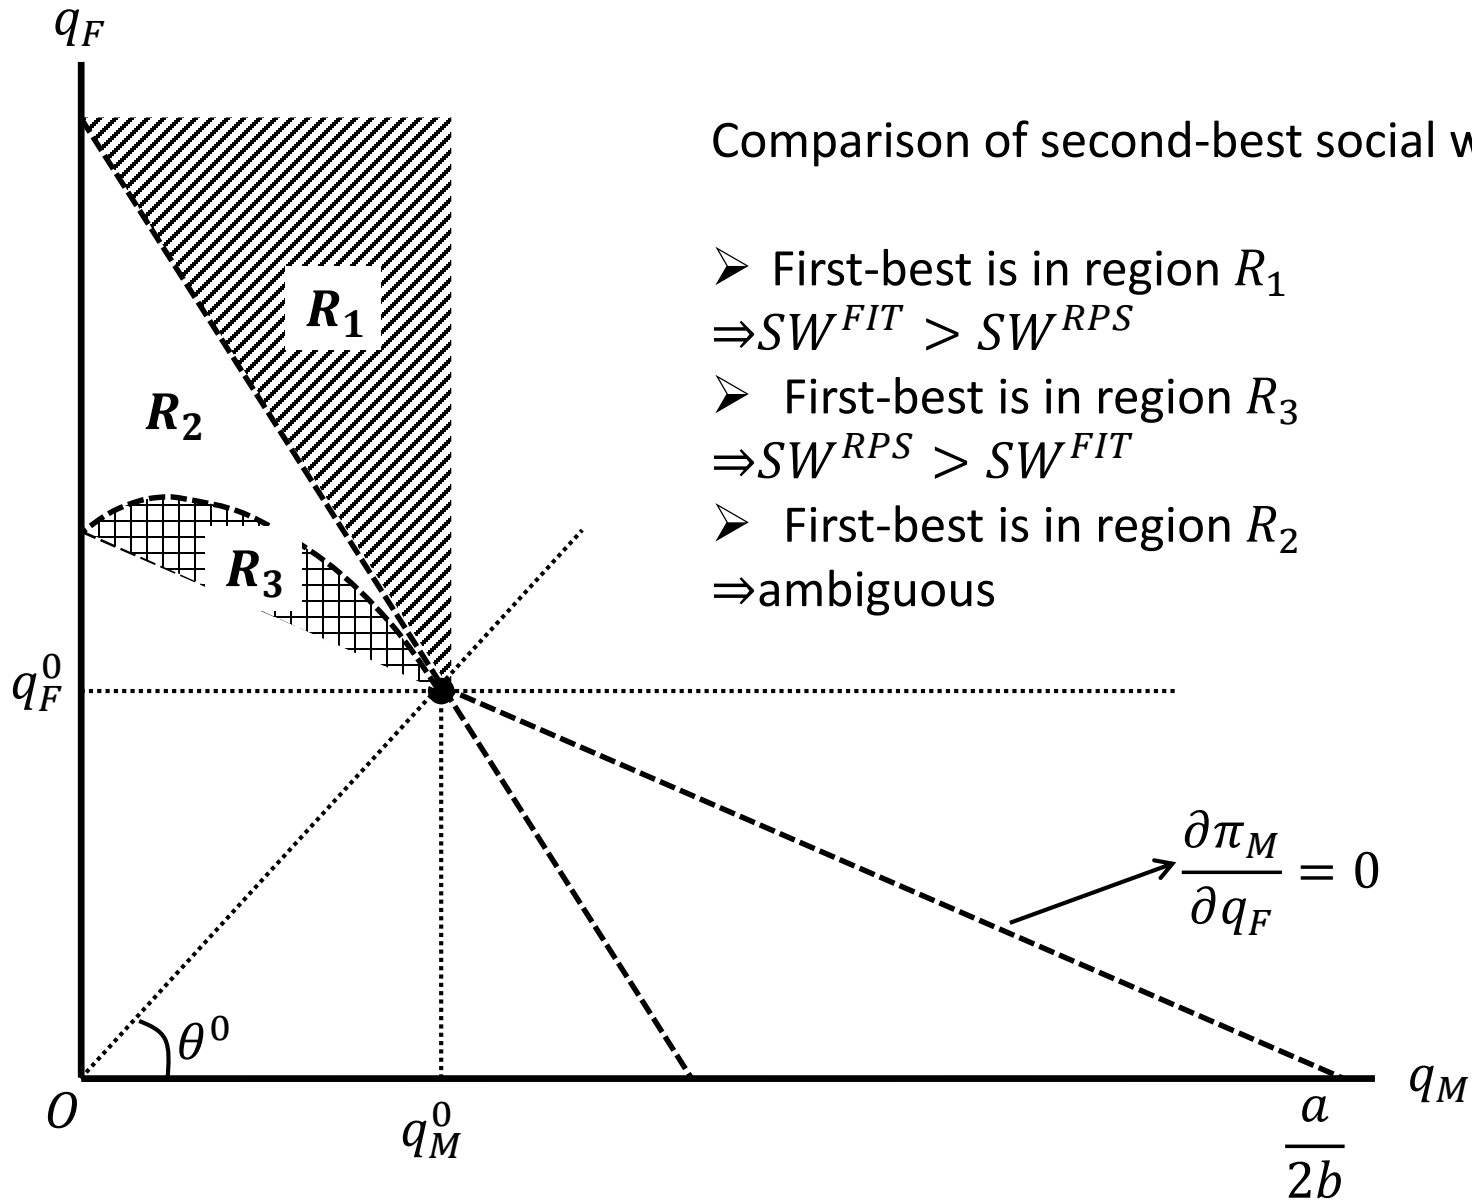 q_F
Comparison of second-best social
➢ First-best is in region R_1
⇒SW^{FIT} > SW^{RPS}
➢ First-best is in region R_3
⇒SW^{RPS} > SW^{FIT}
➢ First-best is in region R_2
⇒ambiguous
R_1
R_2
R_3
q_F^0
∂π_M/∂q_F = 0
θ^0
O
q_M^0
a/2b
q_M